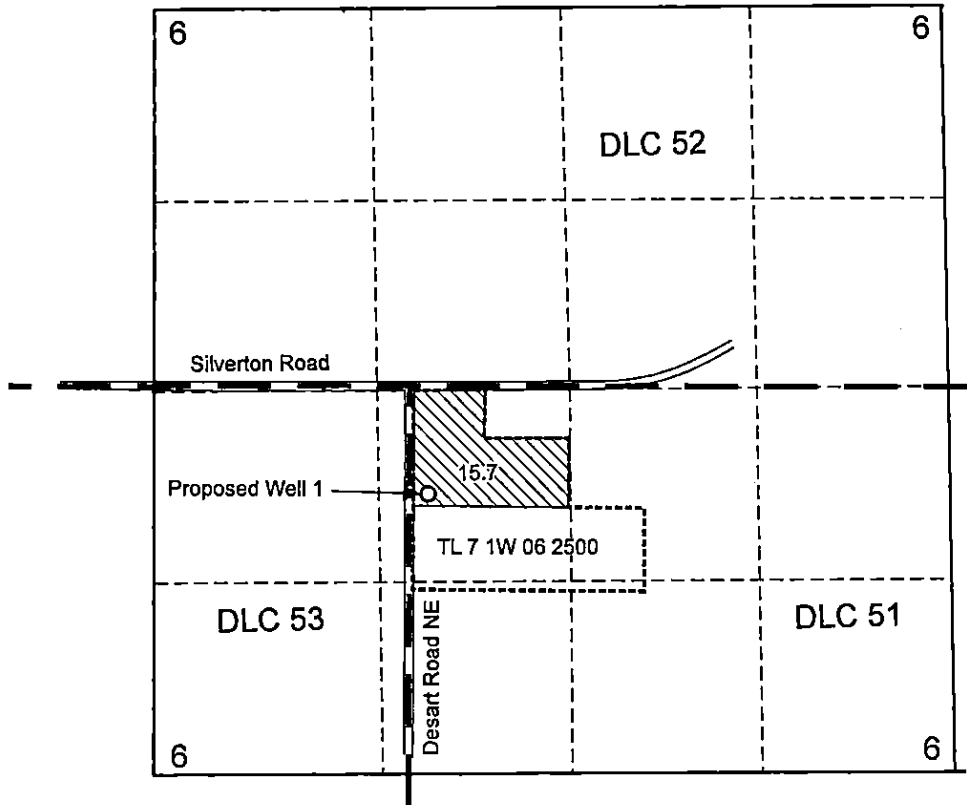 6
6
DLC 52
Silverton Road
15.7
Proposed Well 1
TL 7 1W 06 2500
DLC 53
Desart Road NE
DLC 51
6
6